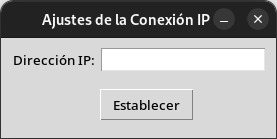 Ajustes de la Conexión IP
Dirección IP:
Establecer